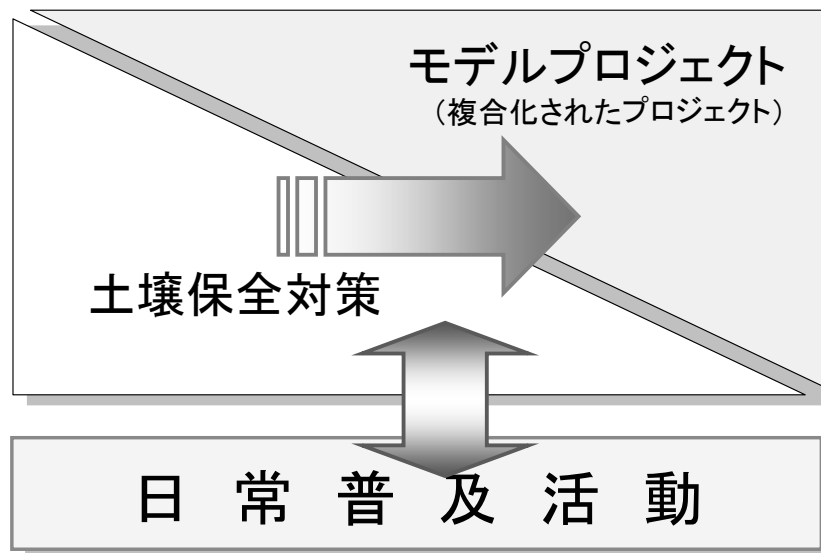 モデルプロジェクト
（複合化されたプロジェクト）
土壌保全対策
日常普及活動